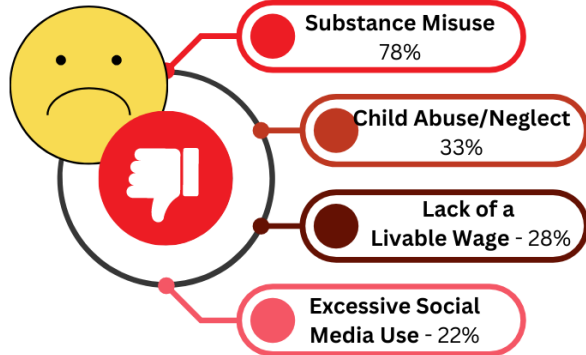 Substance Misuse
78%
Child Abuse/Neglect
33%
Lack of a
Livable Wage - 28%
Excessive Social
Media Use - 22%